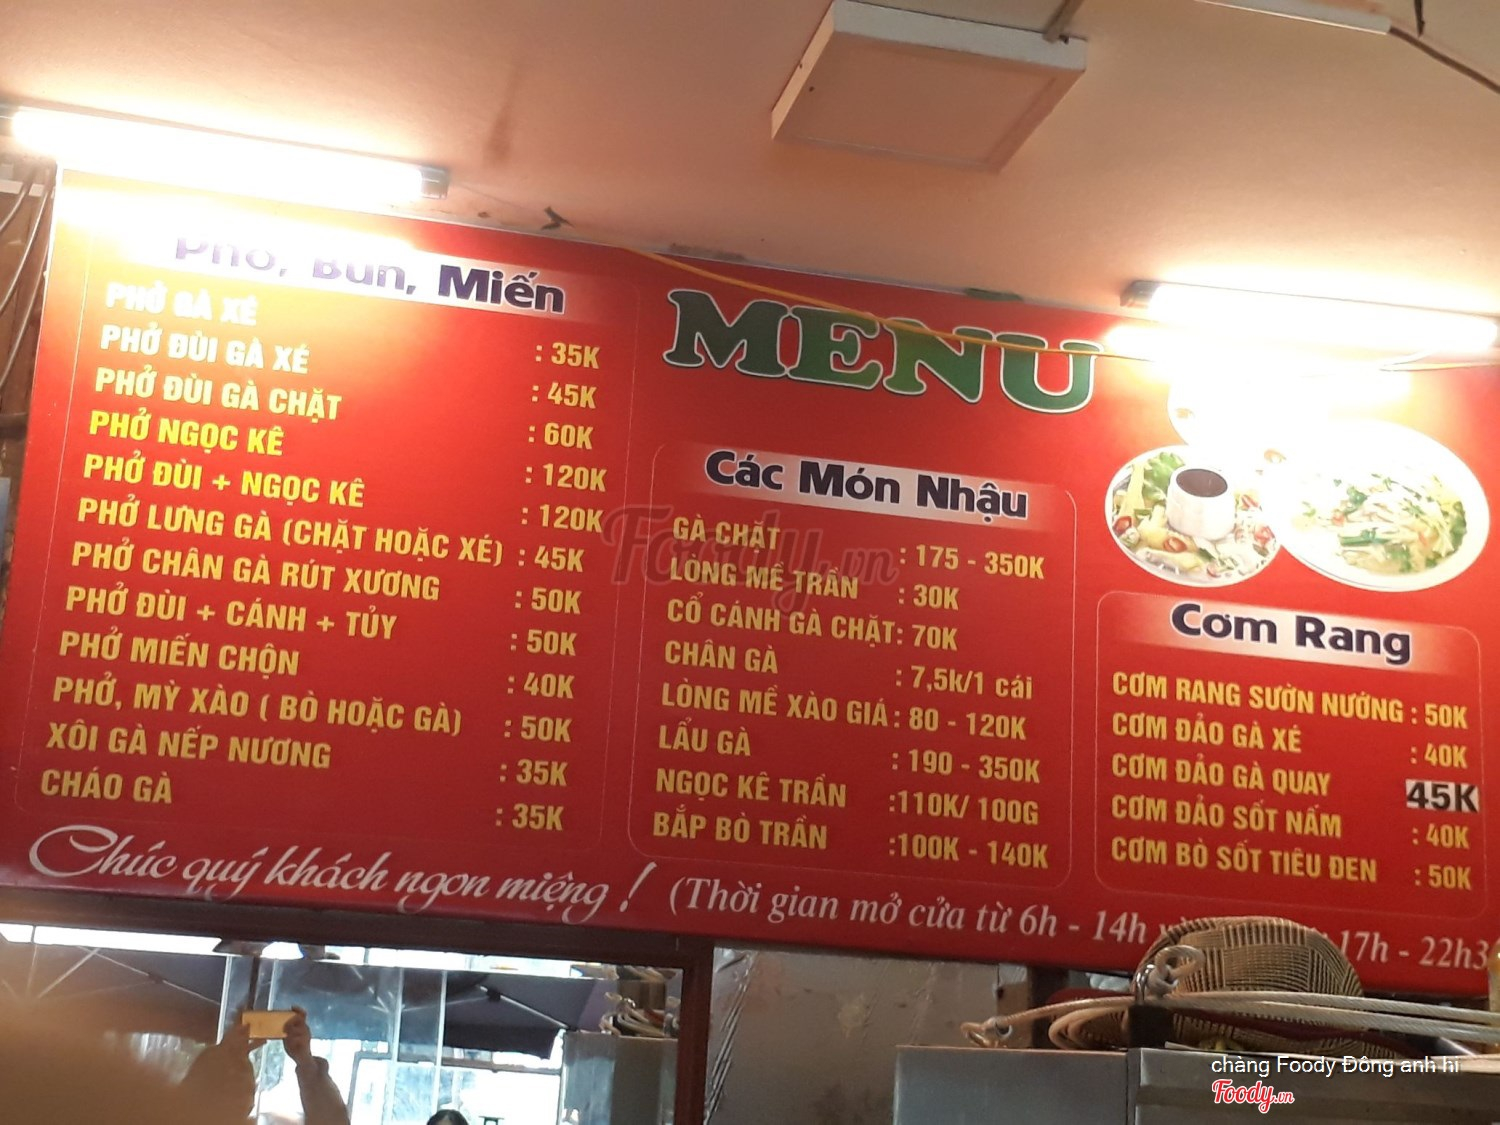 Phở, Bún, Miến
PHỞ GÀ XÉ : 35K
PHỞ ĐÙI GÀ XÉ : 45K
PHỞ ĐÙI GÀ CHẶT : 60K
PHỞ NGỌC KÊ : 120K
PHỞ ĐÙI + NGỌC KÊ : 120K
PHỞ LƯNG GÀ (CHẶT HOẶC XÉ) : 45K
PHỞ CHÂN GÀ RÚT XƯƠNG : 50K
PHỞ ĐÙI + CÁNH + TỦY : 50K
PHỞ MIẾN CHỘN : 40K
PHỞ, MỲ XÀO ( BÒ HOẶC GÀ) : 50K
XÔI GÀ NẾP NƯƠNG : 35K
CHÁO GÀ : 35K
MENU
Các Món Nhậu
GÀ CHẶT : 175 - 350K
LÒNG MỀ TRẦN : 30K
CỔ CÁNH GÀ CHẶT: 70K
CHÂN GÀ : 7,5k/1 cái
LÒNG MỀ XÀO GIÁ : 80 - 120K
LẨU GÀ : 190 - 350K
NGỌC KÊ TRẦN :110K/ 100G
BẮP BÒ TRẦN :100K - 140K
Cơm Rang
CƠM RANG SƯỜN NƯỚNG : 50K
CƠM ĐẢO GÀ XÉ : 40K
CƠM ĐẢO GÀ QUAY 45K
CƠM ĐẢO SỐT NẤM : 40K
CƠM BÒ SỐT TIÊU ĐEN : 50K
Chúc quý khách ngon miệng ! (Thời gian mở cửa từ 6h - 14h 17h - 22h3
Foody.vn
chàng Foody Đông anh hi
Foody.vn